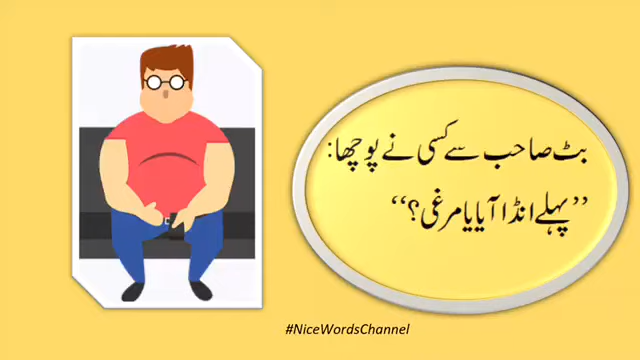 بٹ صاحب سے کسی نے پوچھا:
’’پہلے انڈا آیا یا مرغی؟‘‘
#NiceWordsChannel